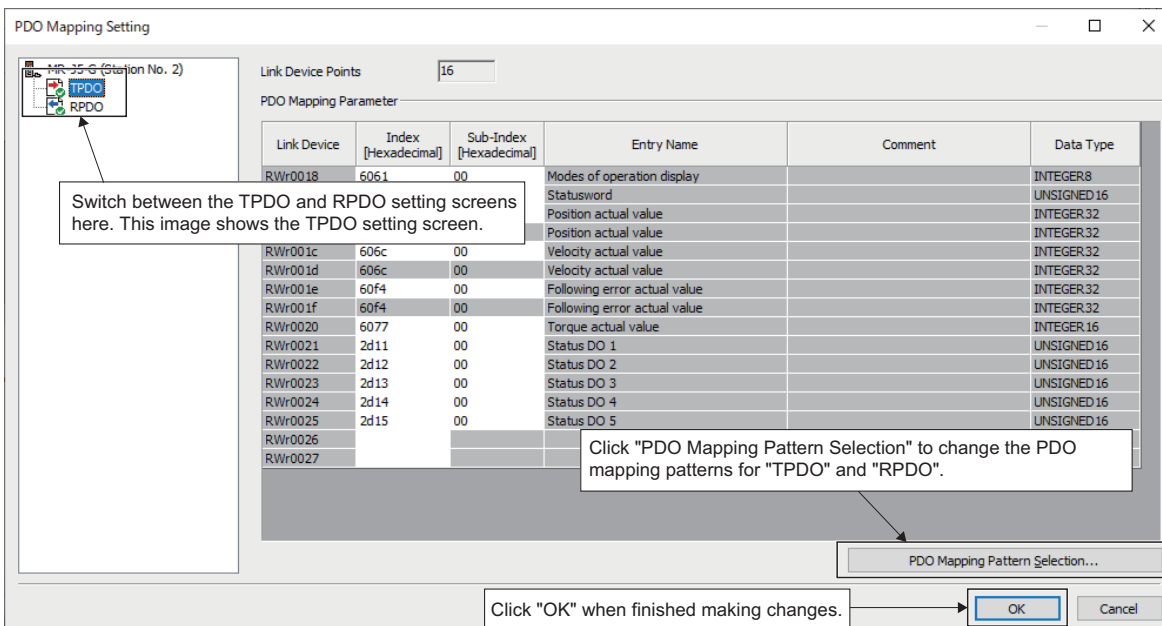 PDO Mapping Setting
MR-J5-G (Station No. 2)
TPDO
RPDO
Link Device Points 16
PDO Mapping Parameter
Link Device Index [Hexadecimal] Sub-Index [Hexadecimal] Entry Name Comment Data Type
RWr0018 6061 00 Modes of operation display INTEGER8
Statusword UNSIGNED16
Position actual value INTEGER32
Position actual value INTEGER32
RWr001c 606c 00 Velocity actual value INTEGER32
RWr001d 606c 00 Velocity actual value INTEGER32
RWr001e 60f4 00 Following error actual value INTEGER32
RWr001f 60f4 00 Following error actual value INTEGER32
RWr0020 6077 00 Torque actual value INTEGER16
RWr0021 2d11 00 Status DO 1 UNSIGNED16
RWr0022 2d12 00 Status DO 2 UNSIGNED16
RWr0023 2d13 00 Status DO 3 UNSIGNED16
RWr0024 2d14 00 Status DO 4 UNSIGNED16
RWr0025 2d15 00 Status DO 5 UNSIGNED16
RWr0026
RWr0027
Switch between the TPDO and RPDO setting screens
here. This image shows the TPDO setting screen.
Click "PDO Mapping Pattern Selection" to change the PDO
mapping patterns for "TPDO" and "RPDO".
PDO Mapping Pattern Selection...
Click "OK" when finished making changes.
OK Cancel